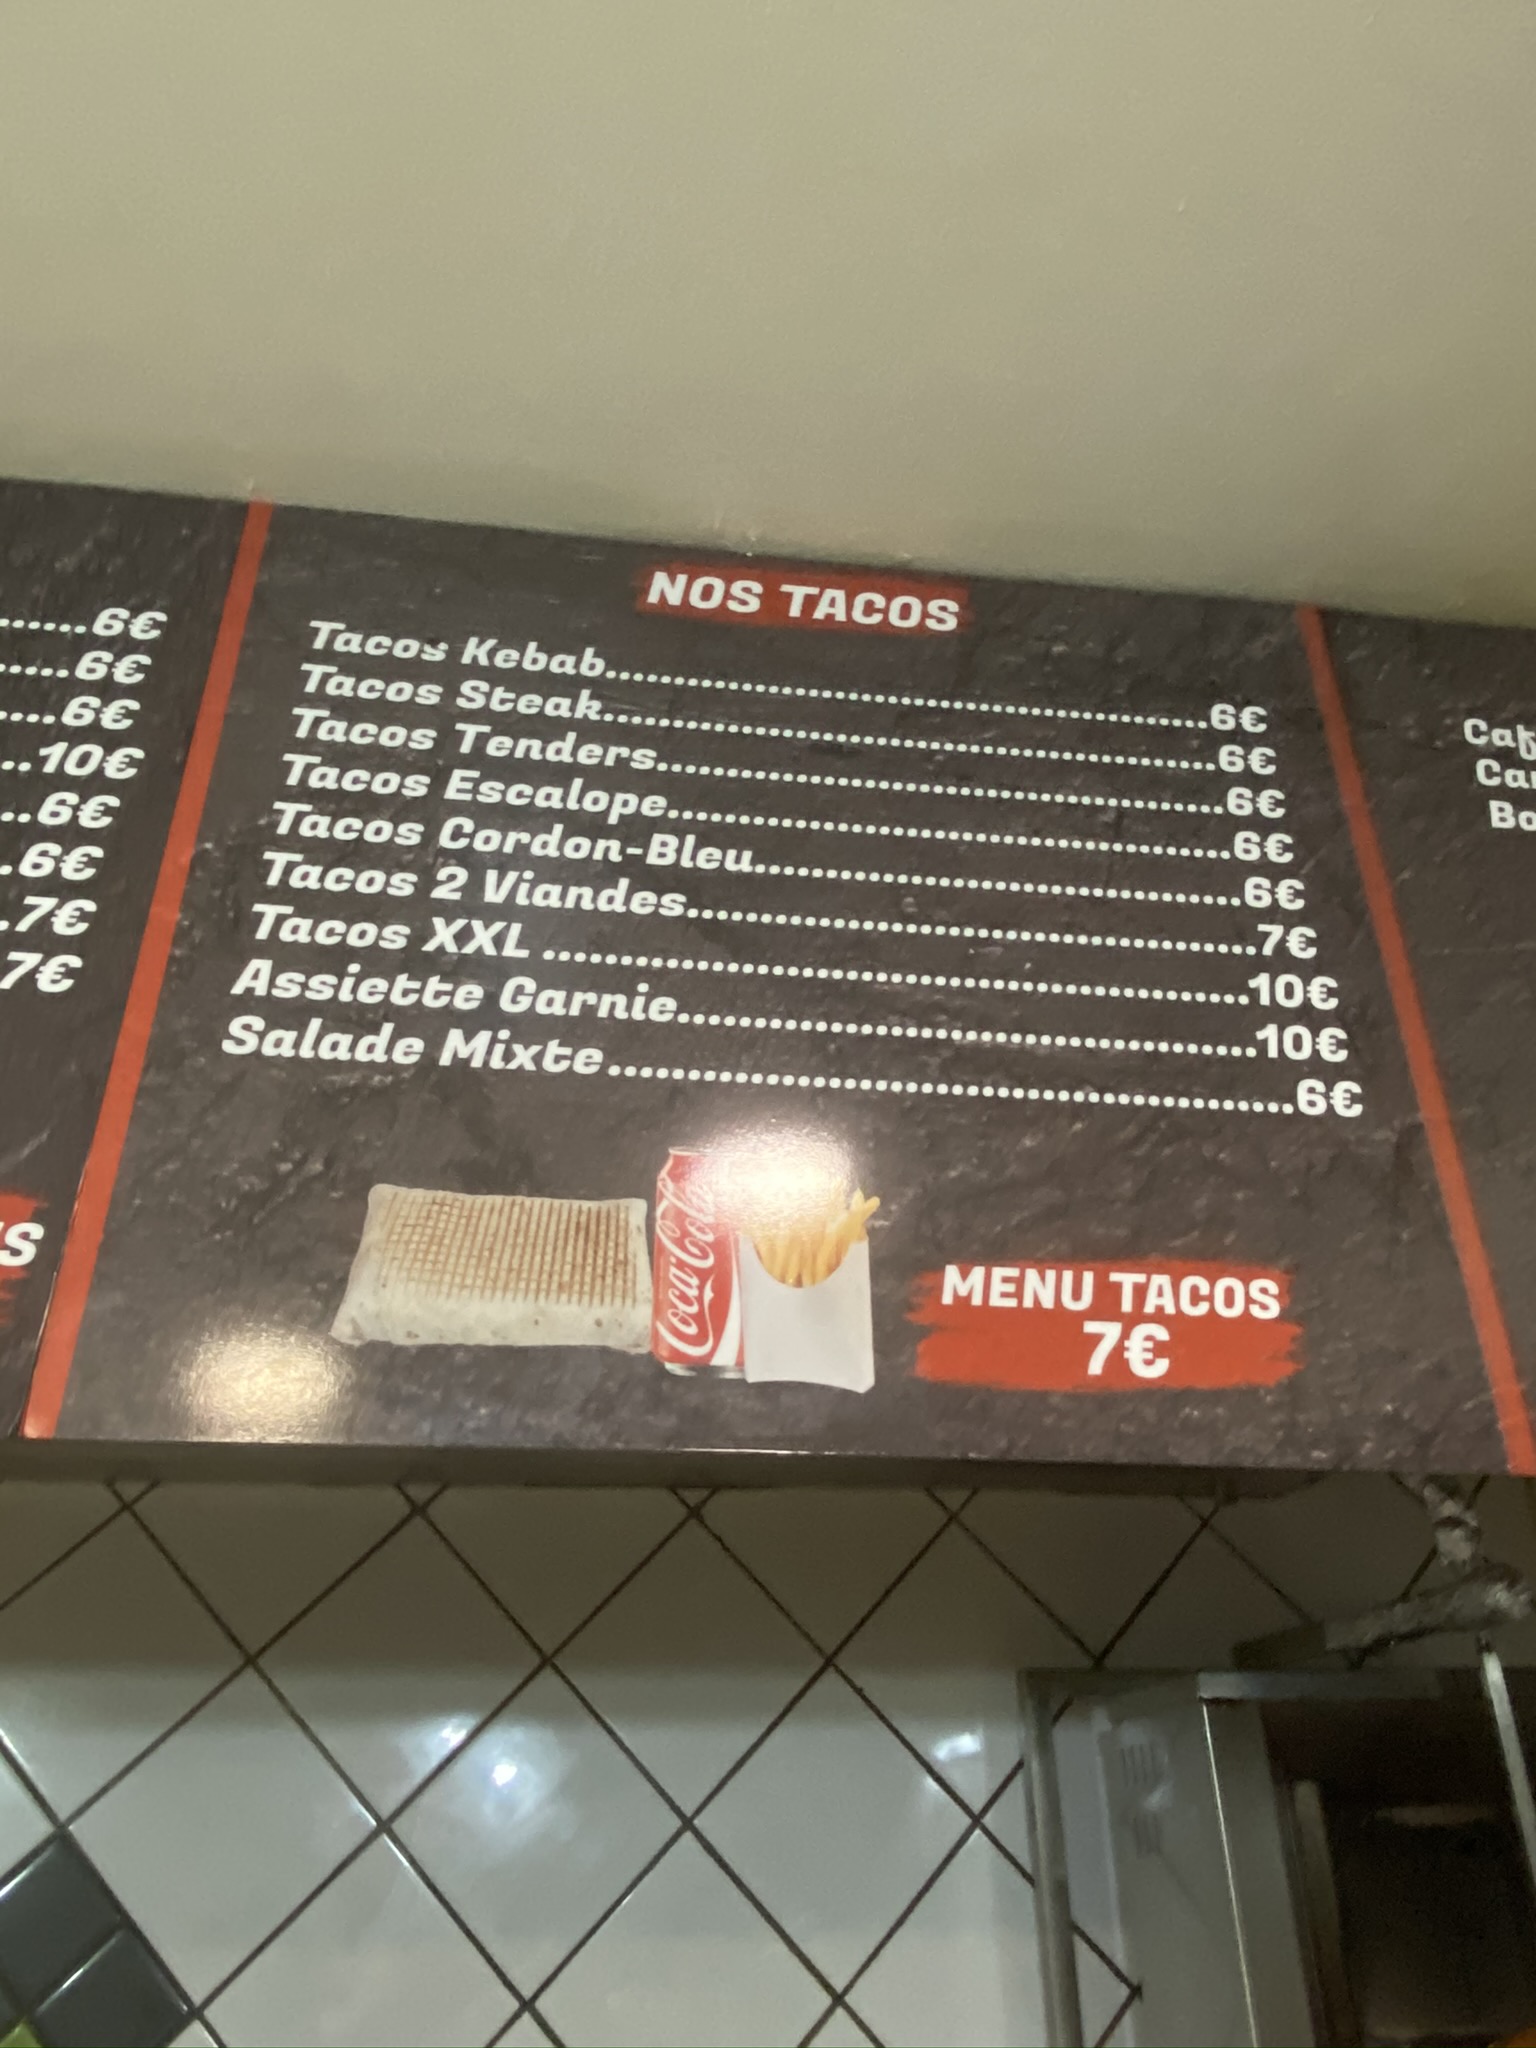 ......6€
.....6€
....6€
..10€
..6€
.6€
.7€
7€
NOS TACOS
Tacos Kebab..........6€
Tacos Steak..........6€
Tacos Tenders..........6€
Tacos Escalope..........6€
Tacos Cordon-Bleu..........6€
Tacos 2 Viandes..........7€
Tacos XXL ..........10€
Assiette Garnie..........10€
Salade Mixte..........6€
Coca-Cola
MENU TACOS
7€